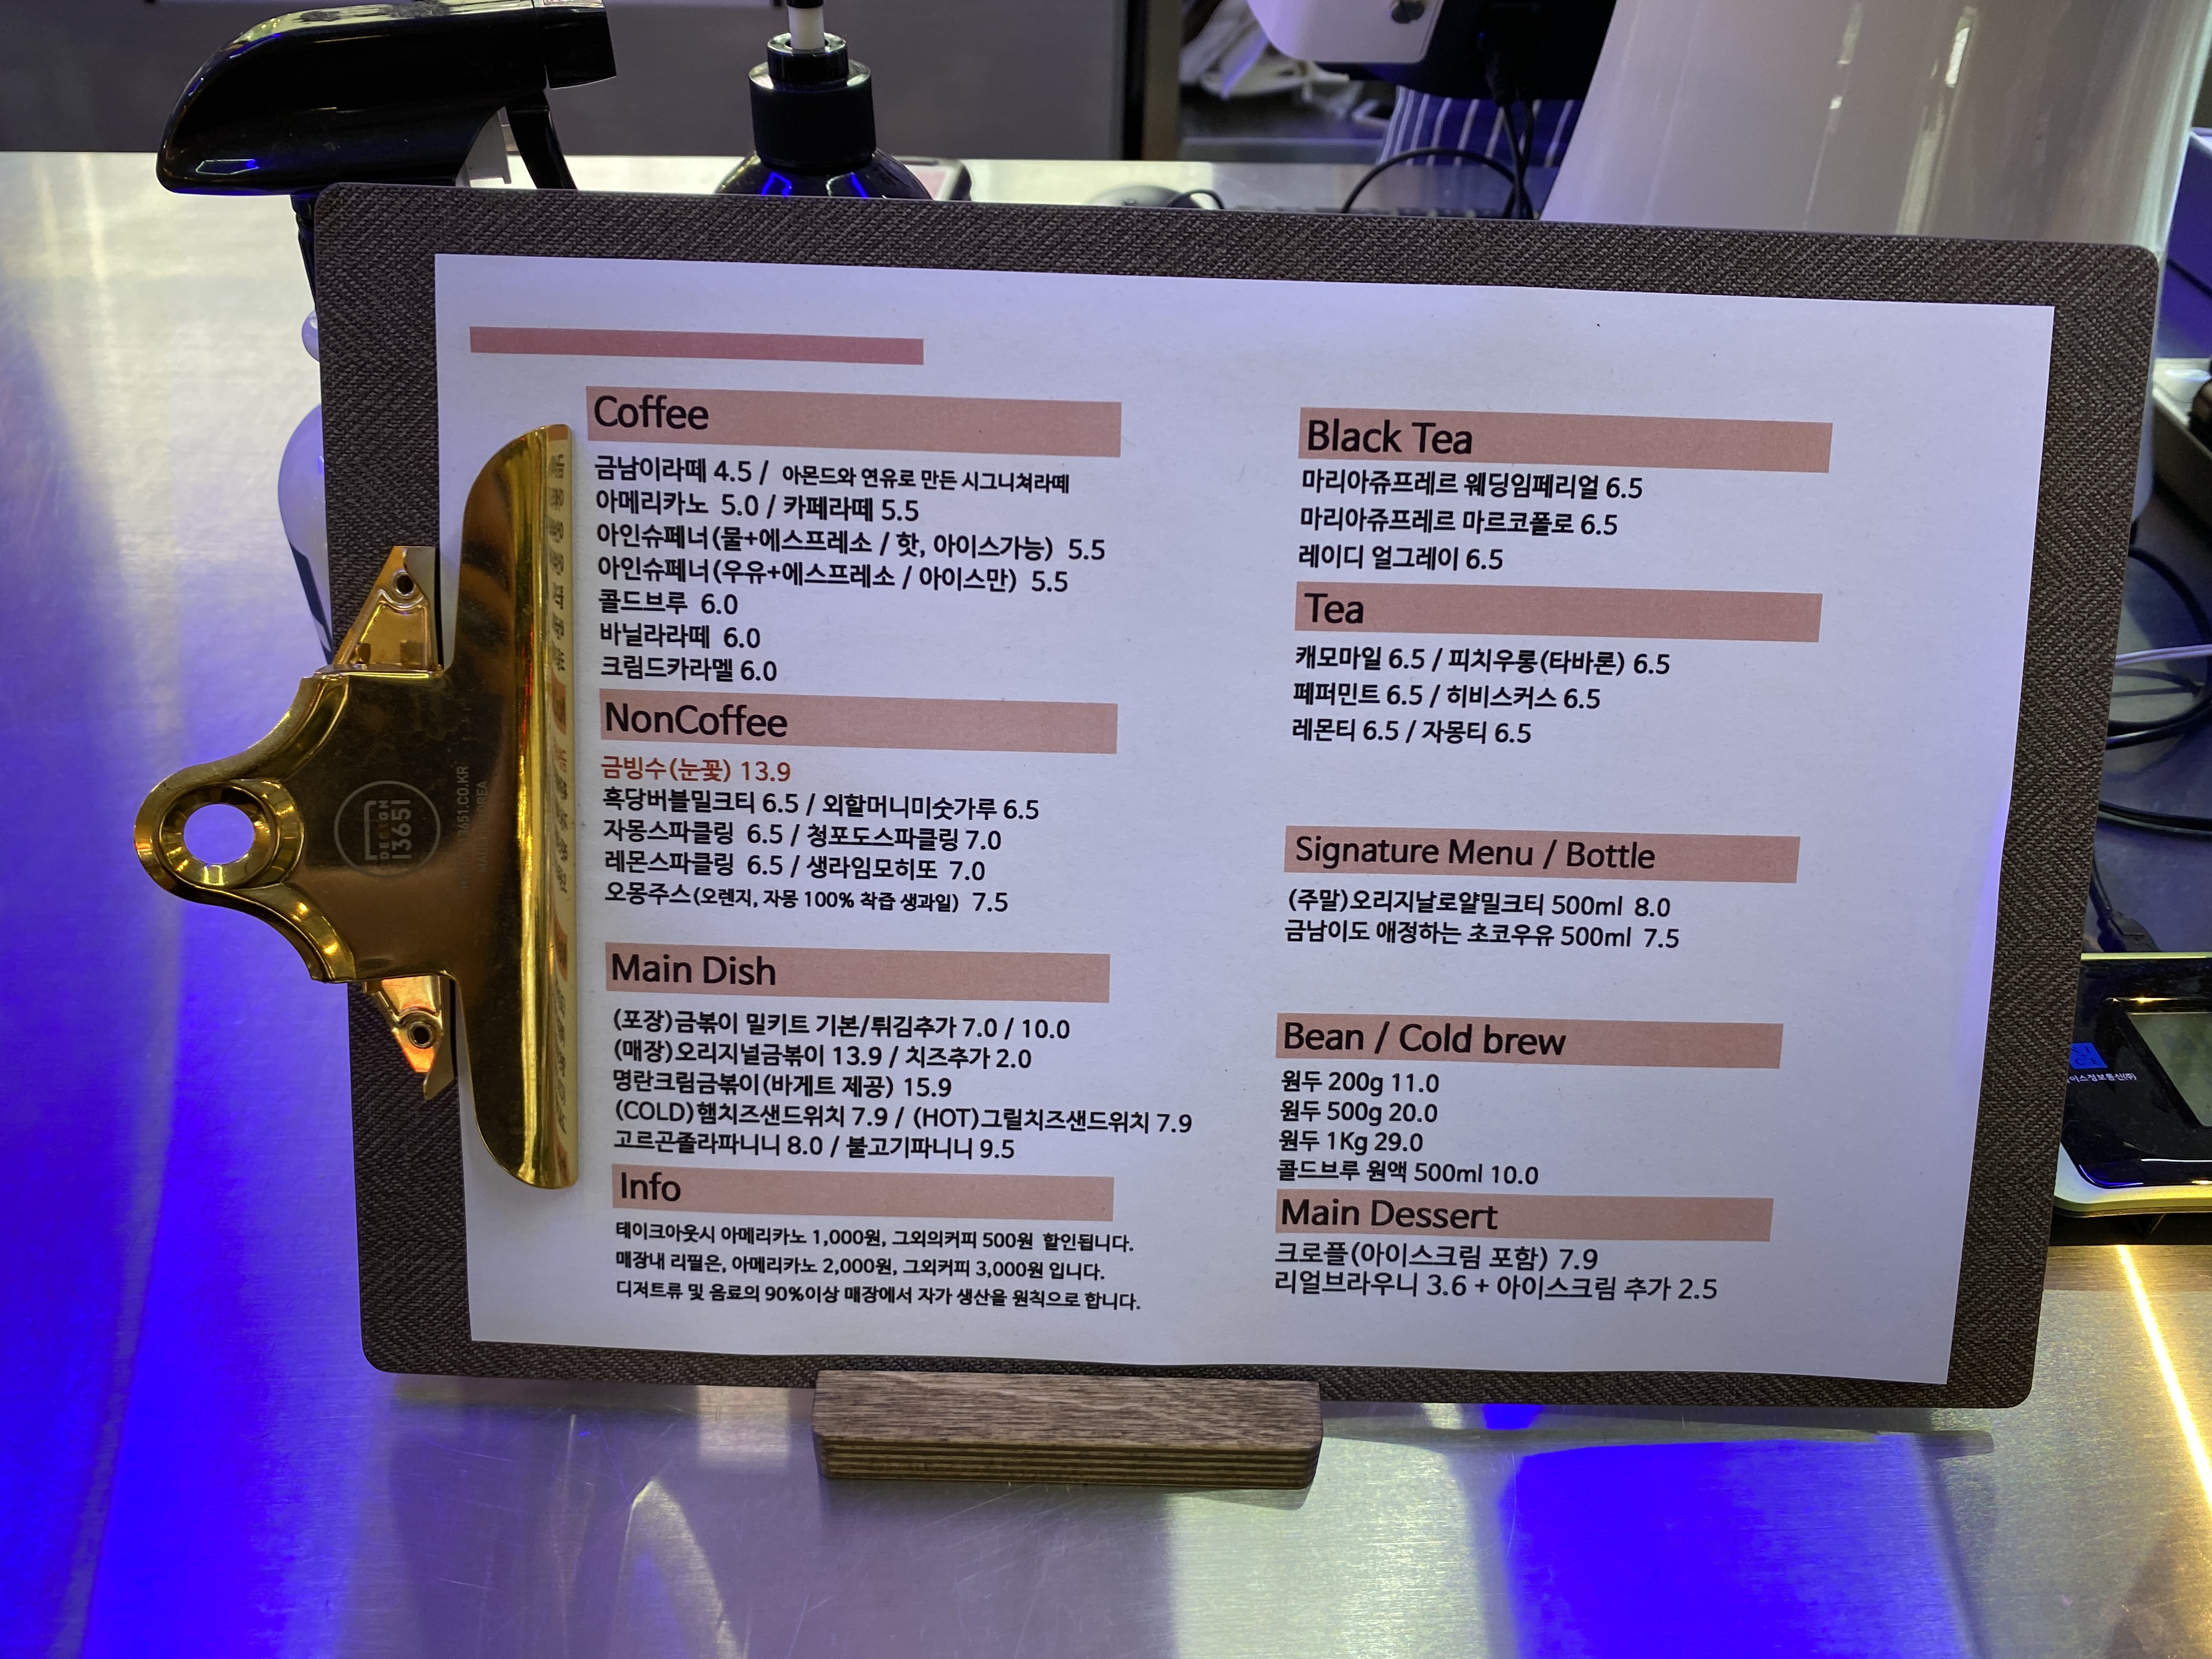 Coffee
금남이라떼 4.5 / 아몬드와 연유로 만든 시그니쳐라떼
아메리카노 5.0 / 카페라떼 5.5
아인슈페너(물+에스프레소 / 핫, 아이스가능) 5.5
아인슈페너(우유+에스프레소 / 아이스만) 5.5
콜드브루 6.0
바닐라라떼 6.0
크림드카라멜 6.0
NonCoffee
금빙수(눈꽃) 13.9
흑당버블밀크티 6.5 / 외할머니미숫가루 6.5
자몽스파클링 6.5 / 청포도스파클링 7.0
레몬스파클링 6.5 / 생라임모히또 7.0
오몽주스(오렌지, 자몽 100% 착즙 생과일) 7.5
Main Dish
(포장)금볶이 밀키트 기본/튀김추가 7.0 / 10.0
(매장)오리지널금볶이 13.9 / 치즈추가 2.0
명란크림금볶이(바게트 제공) 15.9
(COLD)햄치즈샌드위치 7.9 / (HOT)그릴치즈샌드위치 7.9
고르곤졸라파니니 8.0 / 불고기파니니 9.5
Info
테이크아웃시 아메리카노 1,000원, 그외의커피 500원 할인됩니다.
매장내 리필은, 아메리카노 2,000원, 그외커피 3,000원 입니다.
디저트류 및 음료의 90%이상 매장에서 자가 생산을 원칙으로 합니다.
Black Tea
마리아쥬프레르 웨딩임페리얼 6.5
마리아쥬프레르 마르코폴로 6.5
레이디 얼그레이 6.5
Tea
캐모마일 6.5 / 피치우롱(타바론) 6.5
페퍼민트 6.5 / 히비스커스 6.5
레몬티 6.5 / 자몽티 6.5
Signature Menu / Bottle
(주말)오리지날로얄밀크티 500ml 8.0
금남이도 애정하는 초코우유 500ml 7.5
Bean / Cold brew
원두 200g 11.0
원두 500g 20.0
원두 1Kg 29.0
콜드브루 원액 500ml 10.0
Main Dessert
크로플(아이스크림 포함) 7.9
리얼브라우니 3.6 + 아이스크림 추가 2.5
DESIGN
13651